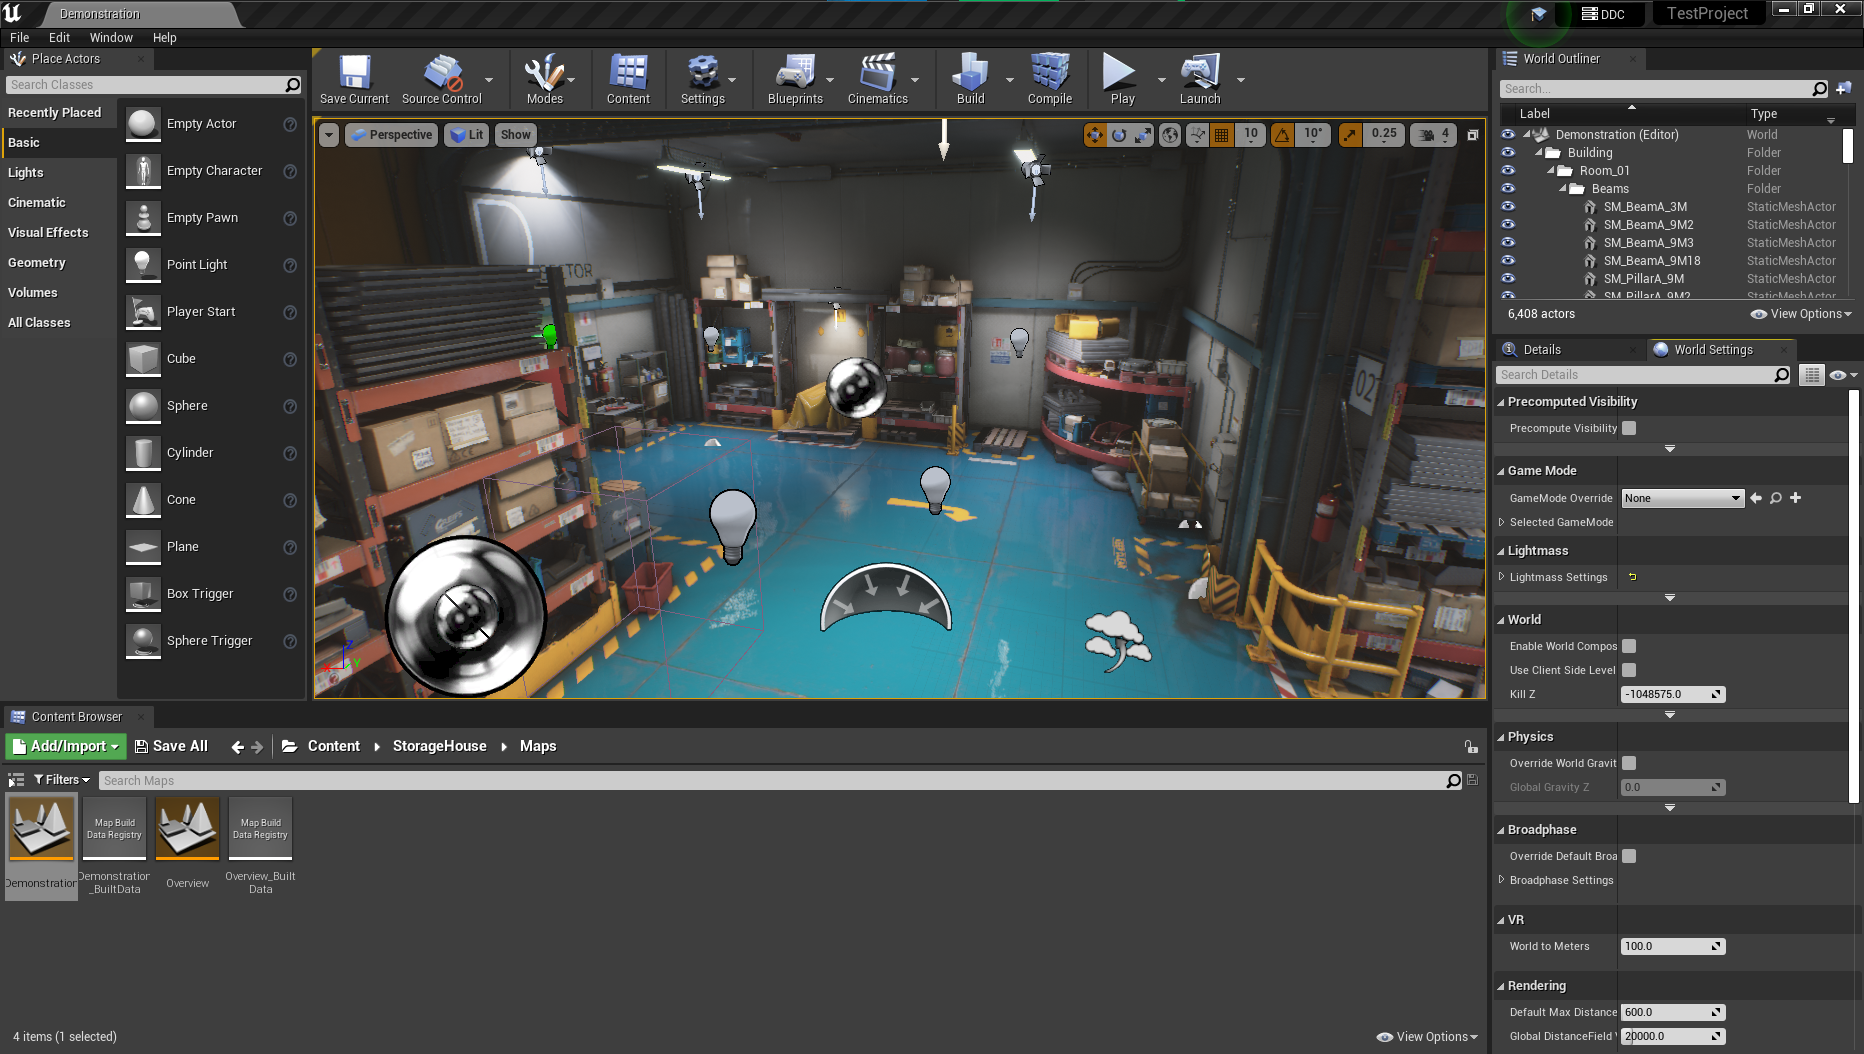 Demonstration
DDC
TestProject
File Edit Window Help
Place Actors
Search Classes
Recently Placed
Basic
Lights
Cinematic
Visual Effects
Geometry
Volumes
All Classes
Empty Actor
Empty Character
Empty Pawn
Point Light
Player Start
Cube
Sphere
Cylinder
Cone
Plane
Box Trigger
Sphere Trigger
Save Current
Source Control
Modes
Content
Settings
Blueprints
Cinematics
Build
Compile
Play
Launch
Perspective
Lit
Show
10
10°
0.25
4
02
Z
X
Y
World Outliner
Search...
Label Type
Demonstration (Editor) World
Building Folder
Room_01 Folder
Beams Folder
SM_BeamA_3M StaticMeshActor
SM_BeamA_9M2 StaticMeshActor
SM_BeamA_9M3 StaticMeshActor
SM_BeamA_9M18 StaticMeshActor
SM_PillarA_9M StaticMeshActor
SM_PillarA_9M2 StaticMeshActor
6,408 actors
View Options
Details
World Settings
Search Details
Precomputed Visibility
Precompute Visibility
Game Mode
GameMode Override None
Selected GameMode
Lightmass
Lightmass Settings
World
Enable World Compos
Use Client Side Level
Kill Z -1048575.0
Physics
Override World Gravit
Global Gravity Z 0.0
Broadphase
Override Default Broa
Broadphase Settings
VR
World to Meters 100.0
Rendering
Default Max Distance 600.0
Global DistanceField 20000.0
Content Browser
Add/Import
Save All
Content
StorageHouse
Maps
Filters
Search Maps
Map Build
Data Registry
Map Build
Data Registry
Demonstration
Demonstration
_BuiltData
Overview
Overview_Built
Data
4 items (1 selected)
View Options